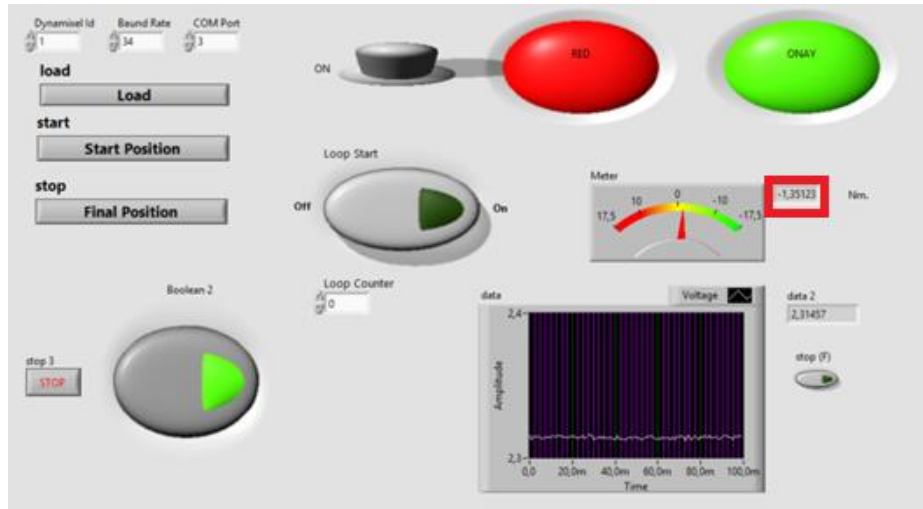 Dynamisel Id Baund Rate COM Port
1 34 3
load
Load
start
Start Position
stop
Final Position
ON
RED
ONAY
Loop Start
Off
On
Meter
17,5 10 0 -10 -17,5
-1,35123 Nm.
Boolean 2
Loop Counter
0
stop 3
STOP
data
Voltage
data 2
2,31457
stop (F)
2,4
Amplitude
2,3
0,0 20,0m 40,0m 60,0m 80,0m 100,0m
Time